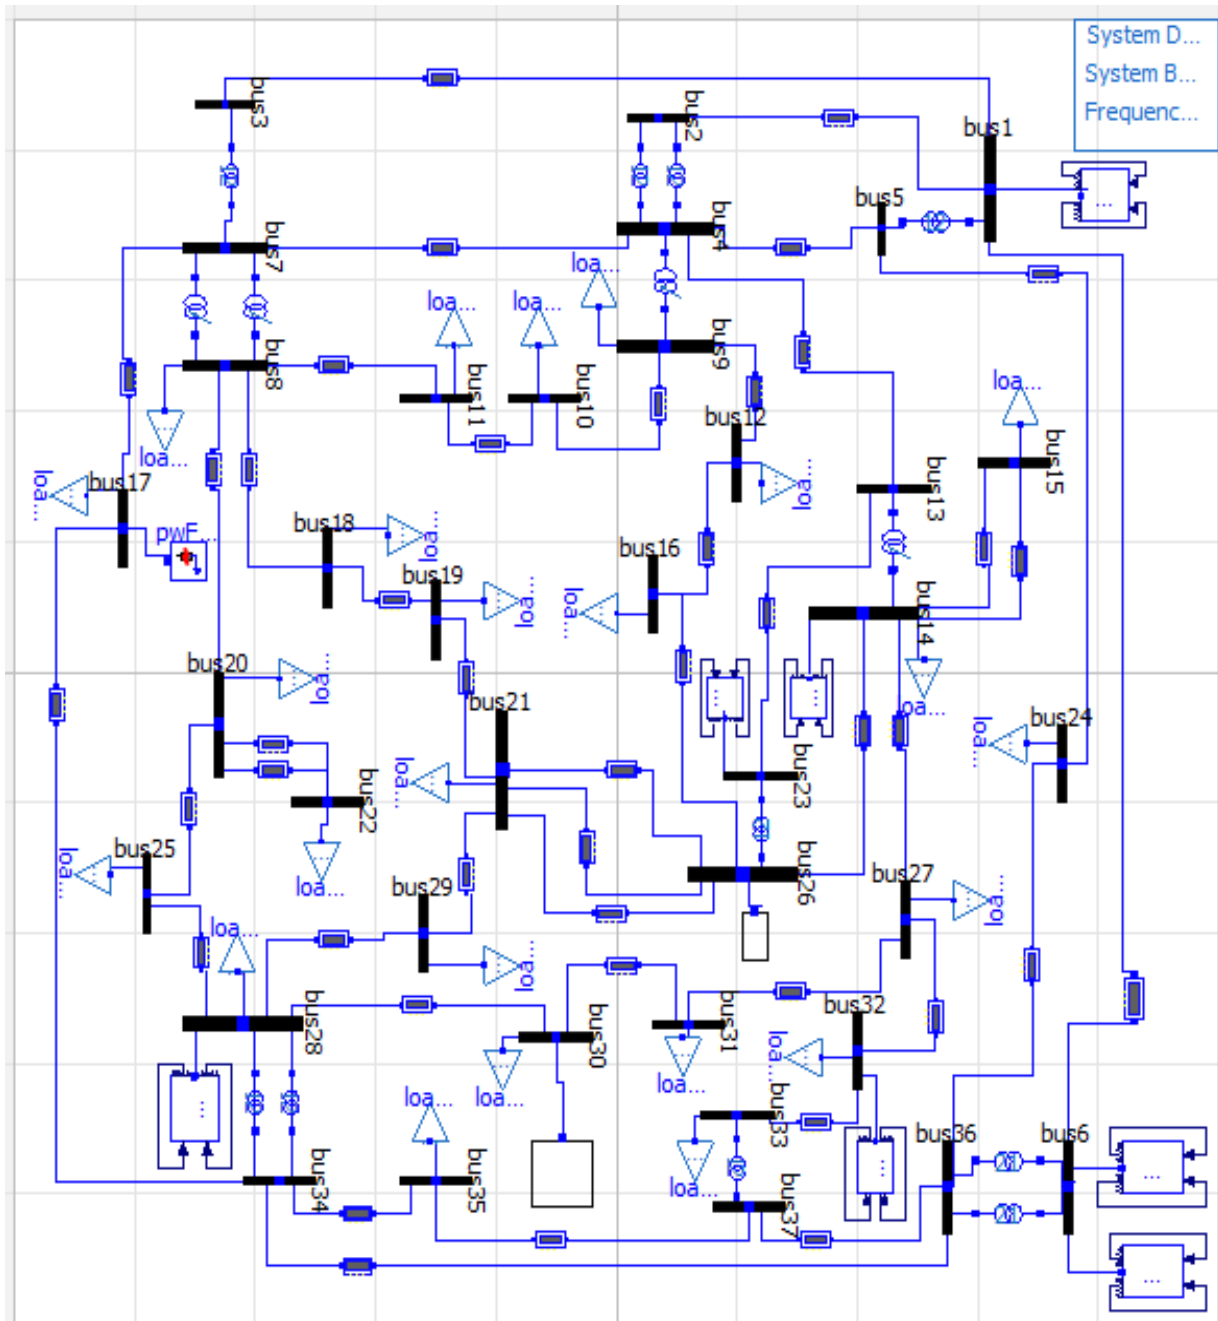 System D...
System B...
Frequenc...
bus3
bus2
bus1
bus5
bus4
bus7
loa...
loa...
loa...
bus9
bus8
bus11
bus10
loa...
bus12
bus15
loa...
loa...
bus17
loa...
bus13
pwF...
bus18
loa...
bus16
bus19
loa...
loa...
bus14
bus20
loa...
bus21
loa...
loa...
bus24
loa...
bus23
bus22
bus25
loa...
loa...
bus29
bus26
bus27
loa...
loa...
loa...
bus28
bus30
bus31
bus32
loa...
loa...
loa...
loa...
bus33
bus36
bus6
loa...
bus34
bus35
bus37
...
...
...
...
...
...
...